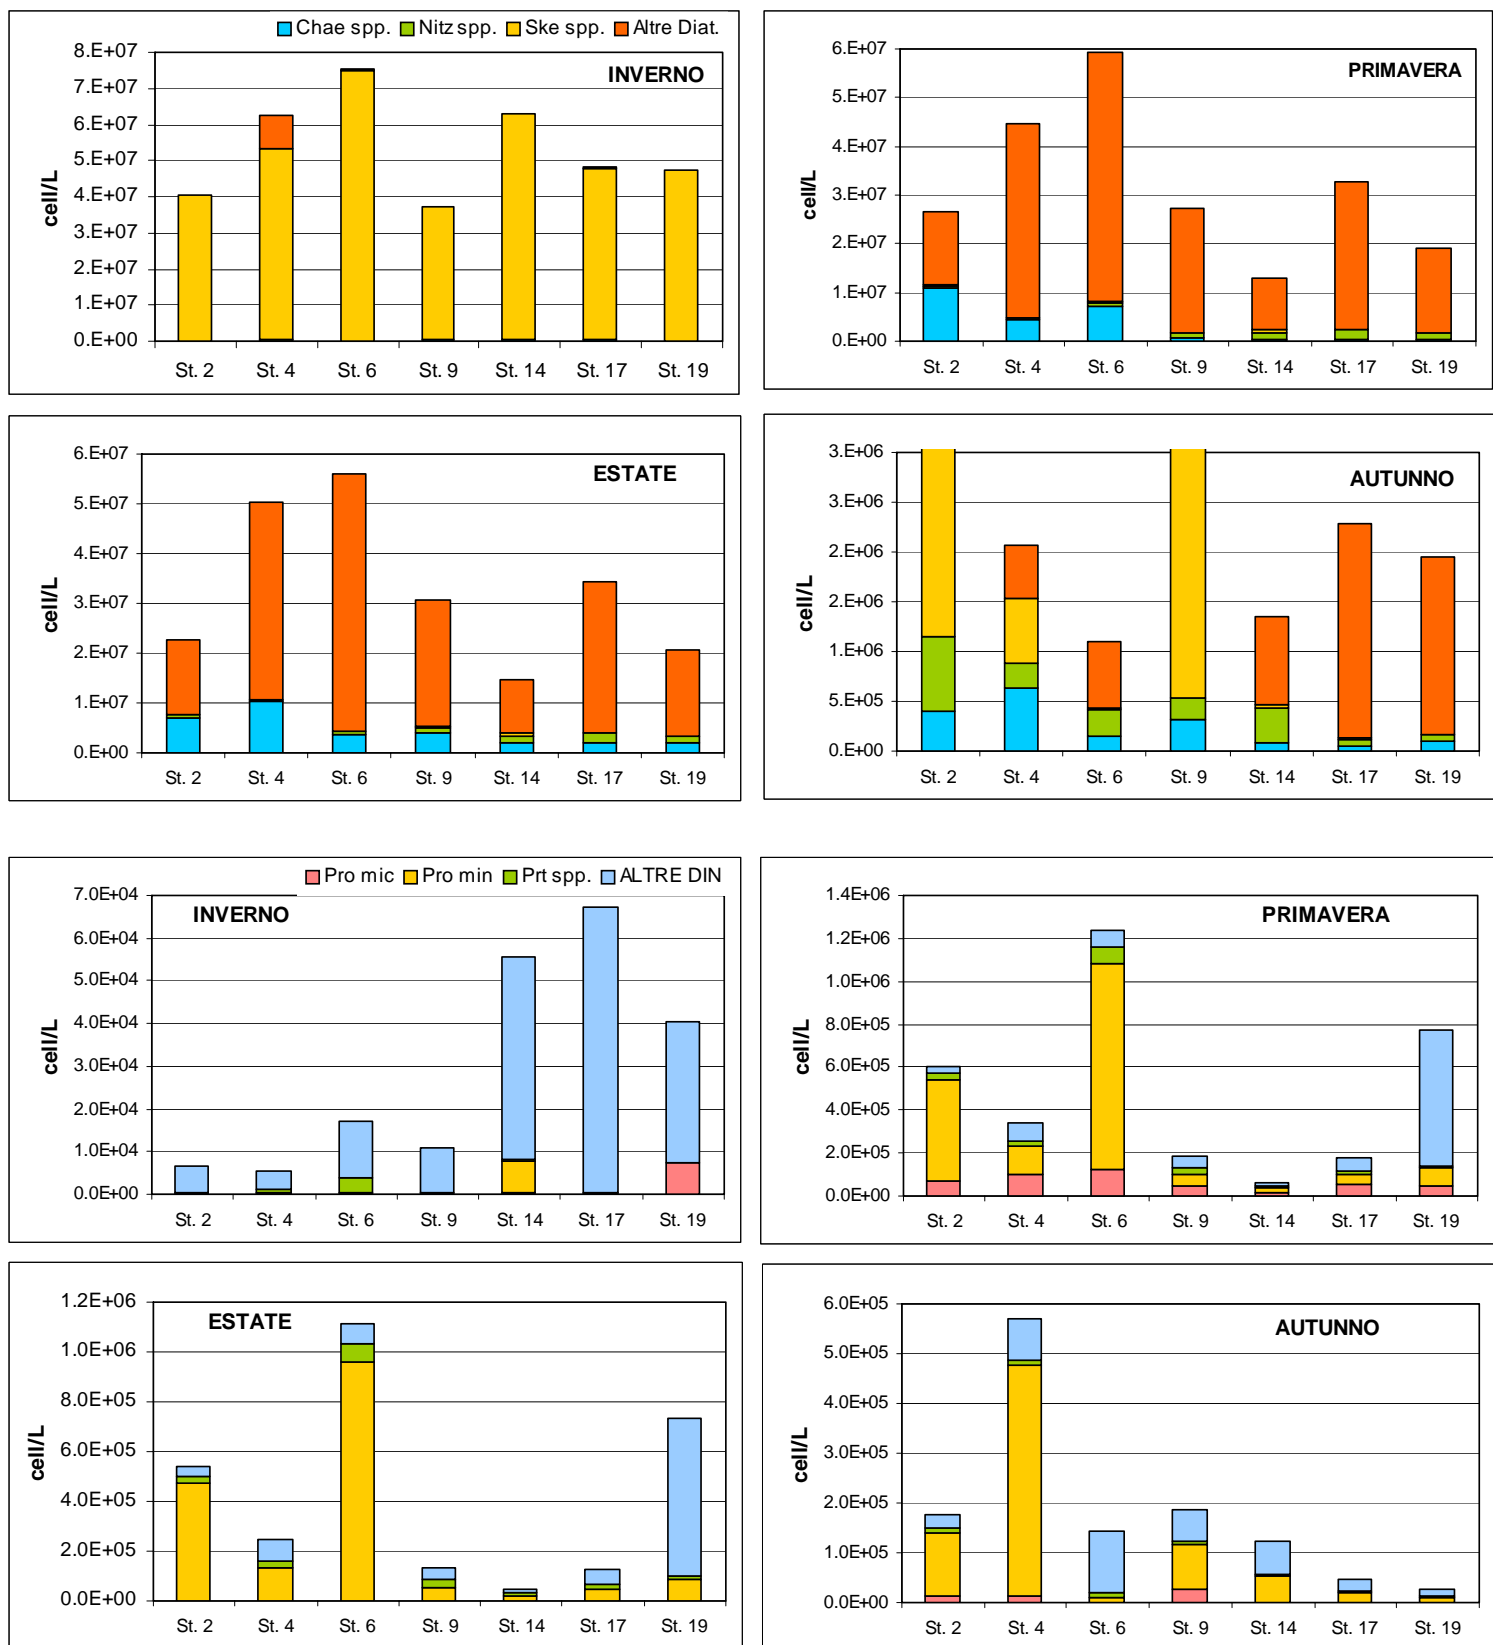 Chae spp. Nitz spp. Ske spp. Altre Diat.
INVERNO
cell/L
8.E+07
7.E+07
6.E+07
5.E+07
4.E+07
3.E+07
2.E+07
1.E+07
0.E+00
St. 2 St. 4 St. 6 St. 9 St. 14 St. 17 St. 19
PRIMAVERA
cell/L
6.E+07
5.E+07
4.E+07
3.E+07
2.E+07
1.E+07
0.E+00
St. 2 St. 4 St. 6 St. 9 St. 14 St. 17 St. 19
ESTATE
cell/L
6.E+07
5.E+07
4.E+07
3.E+07
2.E+07
1.E+07
0.E+00
St. 2 St. 4 St. 6 St. 9 St. 14 St. 17 St. 19
AUTUNNO
cell/L
3.E+06
3.E+06
2.E+06
2.E+06
1.E+06
5.E+05
0.E+00
St. 2 St. 4 St. 6 St. 9 St. 14 St. 17 St. 19
Pro mic Pro min Prt spp. ALTRE DIN
INVERNO
cell/L
7.0E+04
6.0E+04
5.0E+04
4.0E+04
3.0E+04
2.0E+04
1.0E+04
0.0E+00
St. 2 St. 4 St. 6 St. 9 St. 14 St. 17 St. 19
PRIMAVERA
cell/L
1.4E+06
1.2E+06
1.0E+06
8.0E+05
6.0E+05
4.0E+05
2.0E+05
0.0E+00
St. 2 St. 4 St. 6 St. 9 St. 14 St. 17 St. 19
ESTATE
cell/L
1.2E+06
1.0E+06
8.0E+05
6.0E+05
4.0E+05
2.0E+05
0.0E+00
St. 2 St. 4 St. 6 St. 9 St. 14 St. 17 St. 19
AUTUNNO
cell/L
6.0E+05
5.0E+05
4.0E+05
3.0E+05
2.0E+05
1.0E+05
0.0E+00
St. 2 St. 4 St. 6 St. 9 St. 14 St. 17 St. 19